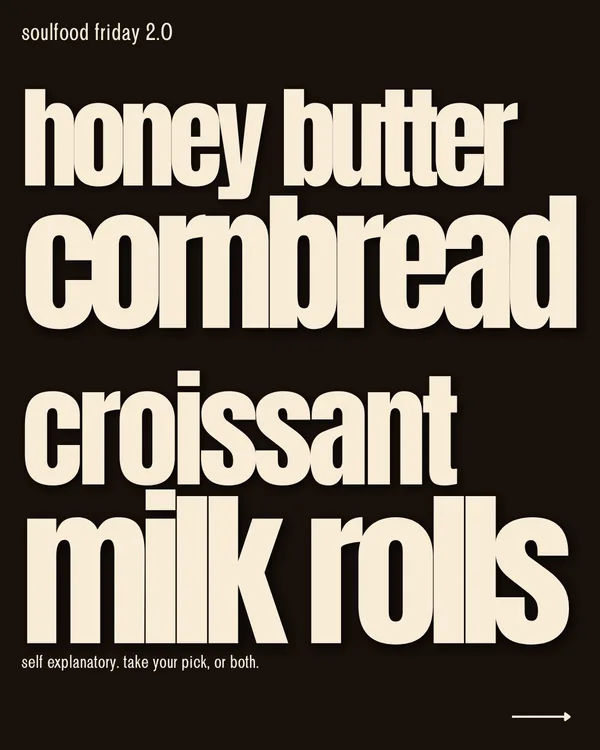 soulfood friday 2.0
honey butter
cornbread
croissant
milk rolls
self explanatory. take your pick, or both.